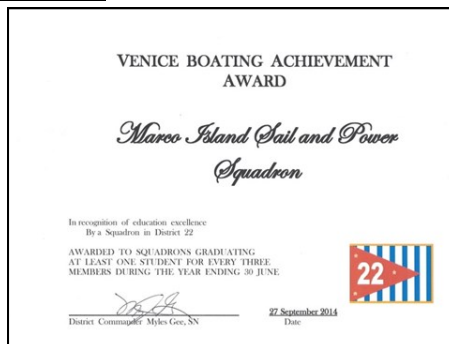 VENICE BOATING ACHIEVEMENT
AWARD
Marco Island Sail and Power
Squadron
In recognition of education excellence
By a Squadron in District 22
AWARDED TO SQUADRONS GRADUATING
AT LEAST ONE STUDENT FOR EVERY THREE
MEMBERS DURING THE YEAR ENDING 30 JUNE
22
27 September 2014
District Commander Myles Gee, SN Date